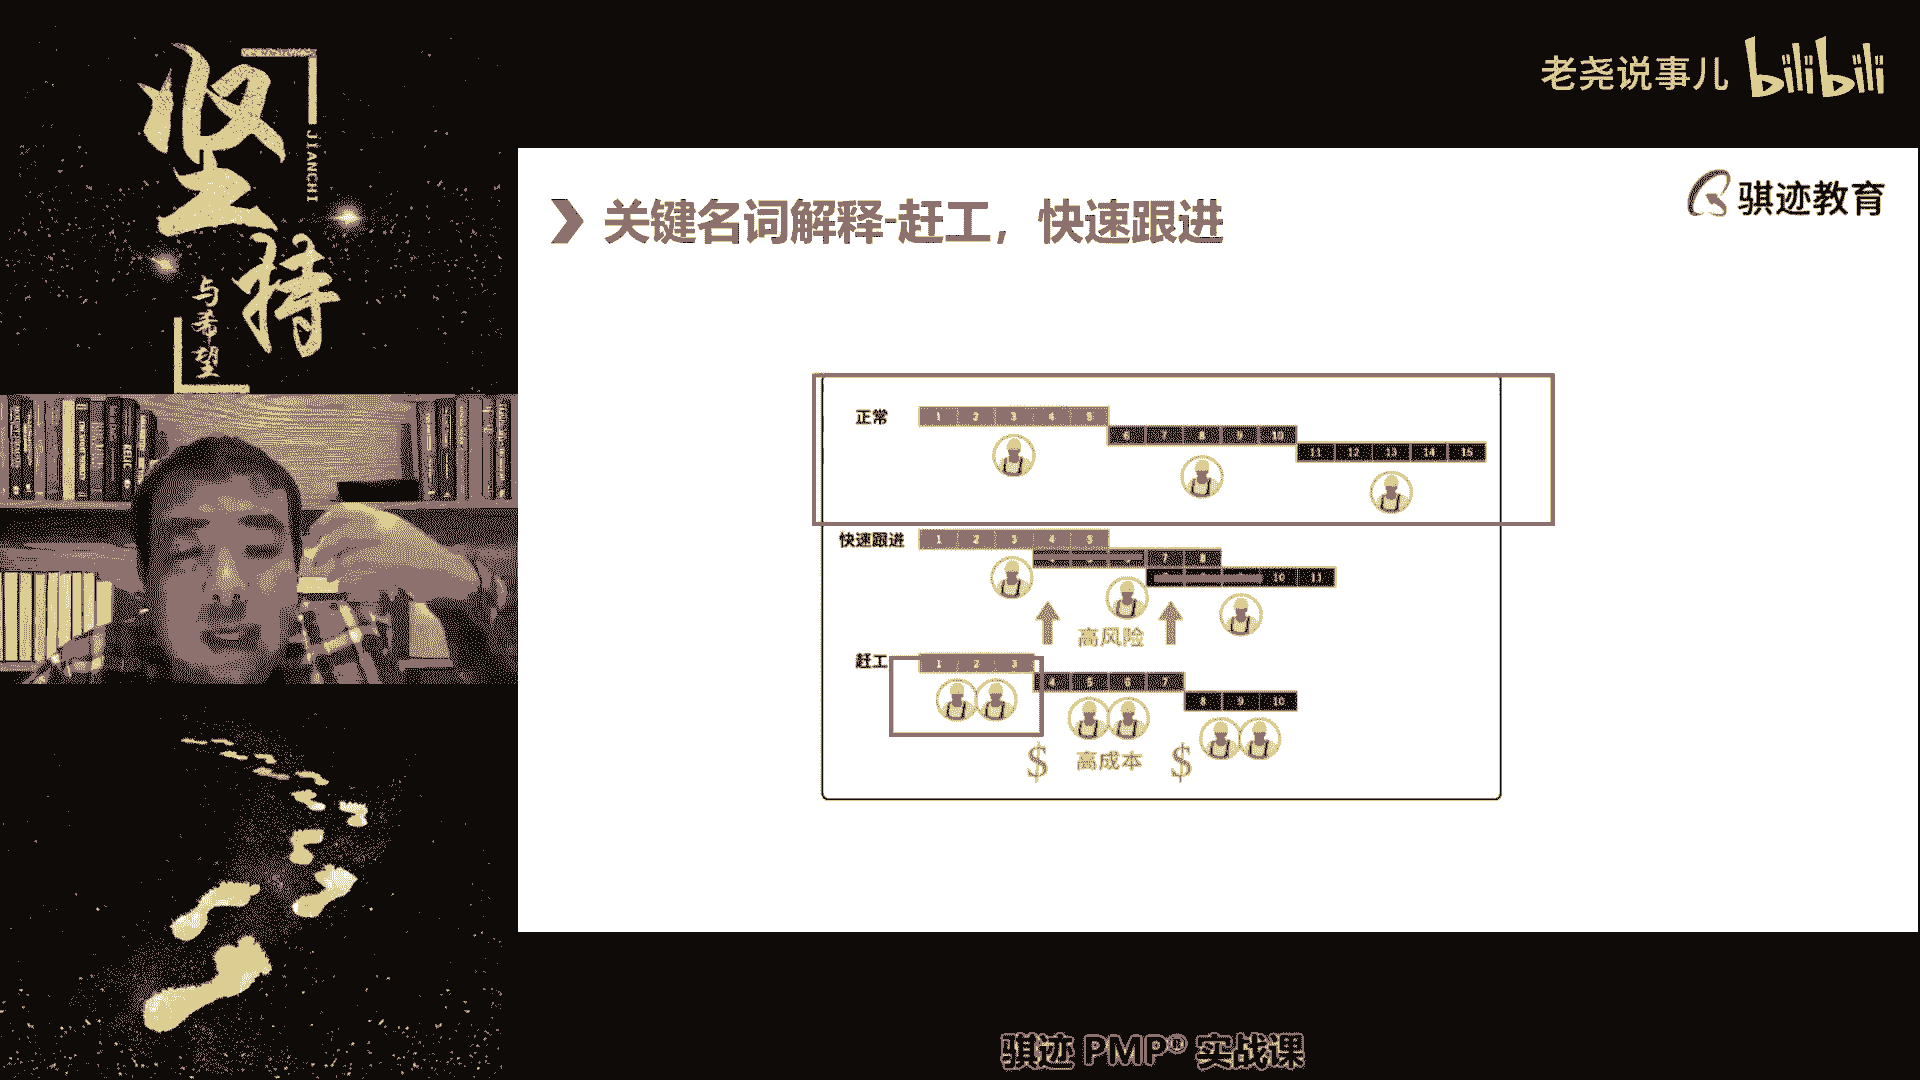 坚持
JIANCHI
与希望
老尧说事儿 bilibili
骐迹教育
关键名词解释-赶工，快速跟进
正常
1 2 3 4 5
6 7 8 9 10
11 12 13 14 15
快速跟进
1 2 3 4 5
7 8
10 11
高风险
赶工
1 2 3
4 5 6 7
8 9 10
$ 高成本 $
骐迹 PMP® 实战课